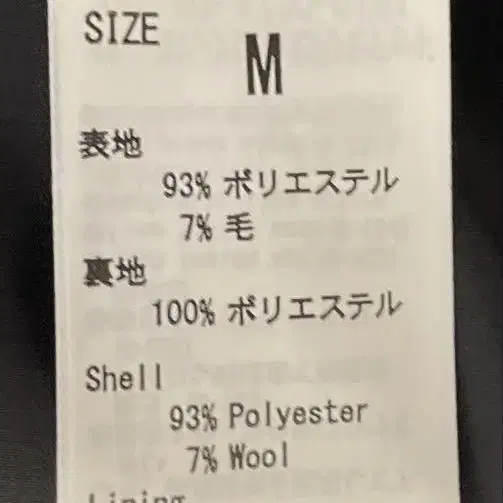 SIZE
M
表地
93% ポリエステル
7% 毛
裏地
100% ポリエステル
Shell
93% Polyester
7% Wool
Lining